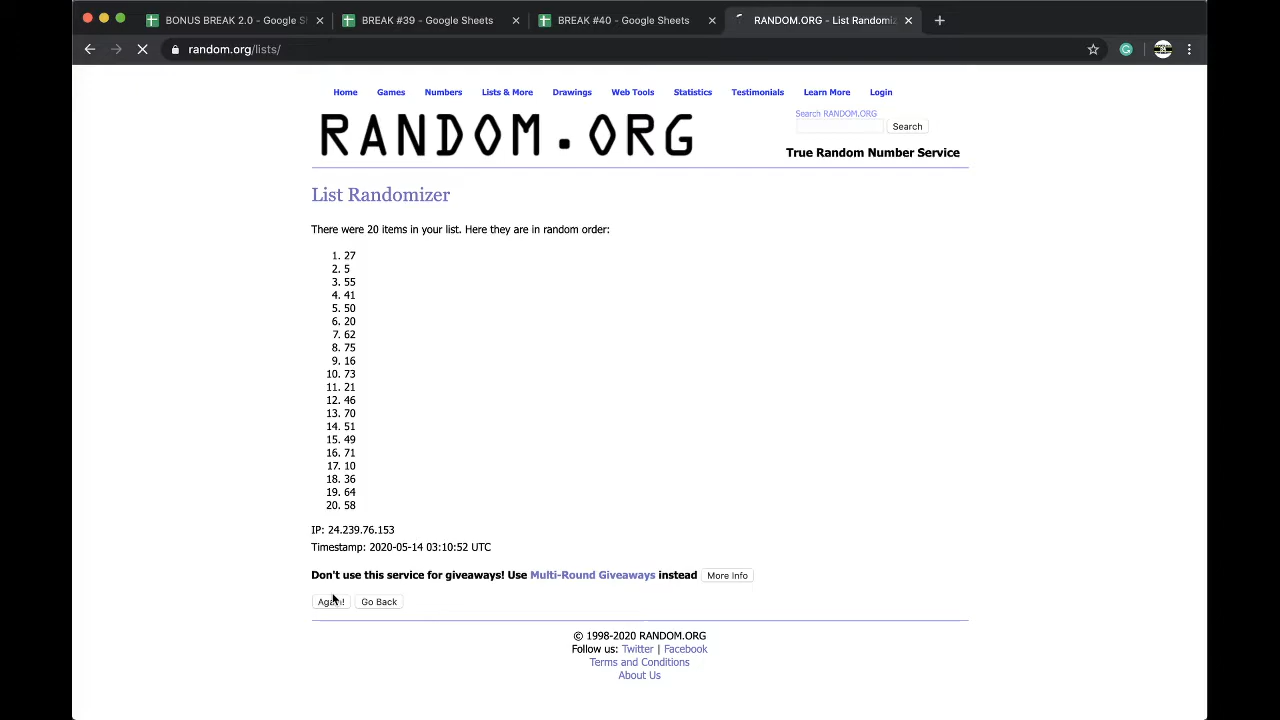 BONUS BREAK 2.0 - Google Sh
BREAK #39 - Google Sheets
BREAK #40 - Google Sheets
RANDOM.ORG - List Randomiz
random.org/lists/
Home Games Numbers Lists & More Drawings Web Tools Statistics Testimonials Learn More Login
RANDOM.ORG
Search RANDOM.ORG
Search
True Random Number Service
List Randomizer
There were 20 items in your list. Here they are in random order:
1. 27
2. 5
3. 55
4. 41
5. 50
6. 20
7. 62
8. 75
9. 16
10. 73
11. 21
12. 46
13. 70
14. 51
15. 49
16. 71
17. 10
18. 36
19. 64
20. 58
IP: 24.239.76.153
Timestamp: 2020-05-14 03:10:52 UTC
Don't use this service for giveaways! Use Multi-Round Giveaways instead More Info
Again! Go Back
© 1998-2020 RANDOM.ORG
Follow us: Twitter | Facebook
Terms and Conditions
About Us